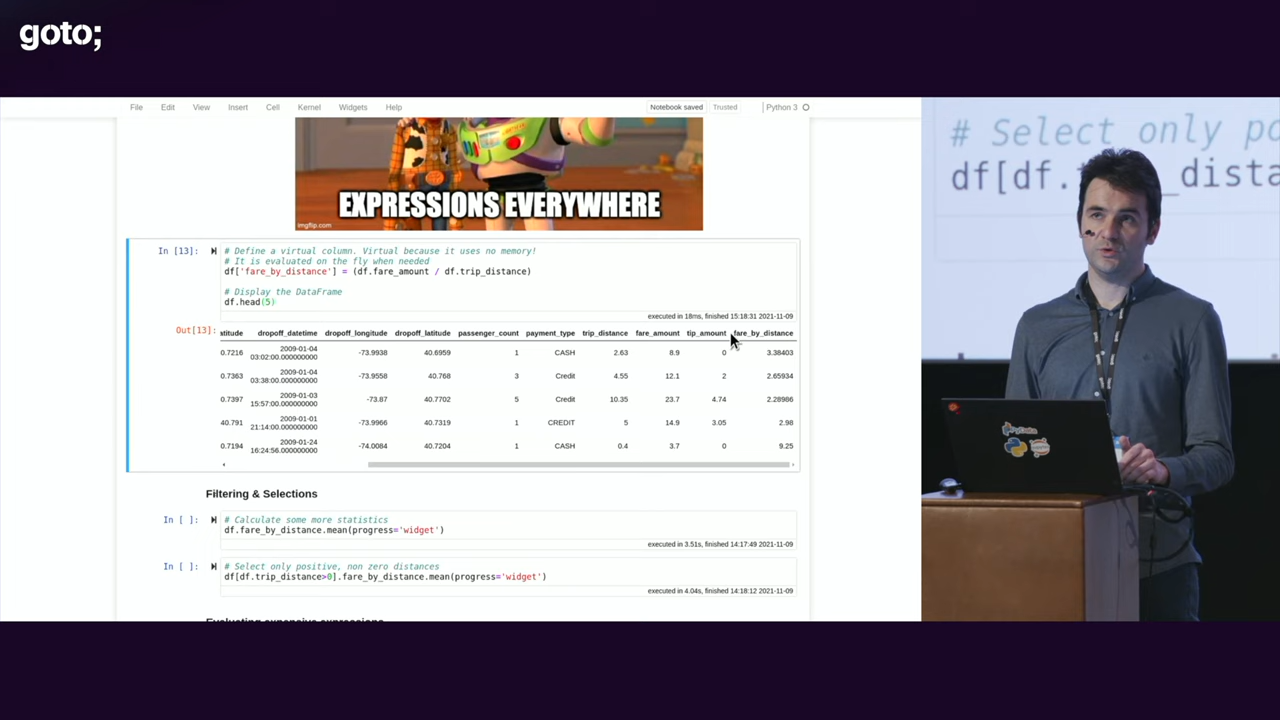 goto;
File Edit View Insert Cell Kernel Widgets Help Notebook saved Trusted Python 3
EXPRESSIONS EVERYWHERE
imgflip.com
In [13]:
# Define a virtual column. Virtual because it uses no memory!
# It is evaluated on the fly when needed
df['fare_by_distance'] = (df.fare_amount / df.trip_distance)
# Display the DataFrame
df.head(5)
executed in 18ms, finished 15:18:31 2021-11-09
Out[13]:
atitude dropoff_datetime dropoff_longitude dropoff_latitude passenger_count payment_type trip_distance fare_amount tip_amount fare_by_distance
0.7216 2009-01-04 03:02:00.000000000 -73.9938 40.6959 1 CASH 2.63 8.9 0 3.38403
0.7363 2009-01-04 03:38:00.000000000 -73.9558 40.768 3 Credit 4.55 12.1 2 2.65934
0.7397 2009-01-03 15:57:00.000000000 -73.87 40.7702 5 Credit 10.35 23.7 4.74 2.28986
40.791 2009-01-01 21:14:00.000000000 -73.9966 40.7319 1 CREDIT 5 14.9 3.05 2.98
0.7194 2009-01-24 16:24:56.000000000 -74.0084 40.7204 1 CASH 0.4 3.7 0 9.25
Filtering & Selections
In [ ]:
# Calculate some more statistics
df.fare_by_distance.mean(progress='widget')
executed in 3.51s, finished 14:17:49 2021-11-09
In [ ]:
# Select only positive, non zero distances
df[df.trip_distance>0].fare_by_distance.mean(progress='widget')
executed in 4.04s, finished 14:18:12 2021-11-09
Evaluating expensive expressions
# Select only po
df[df.t _dista
PyData